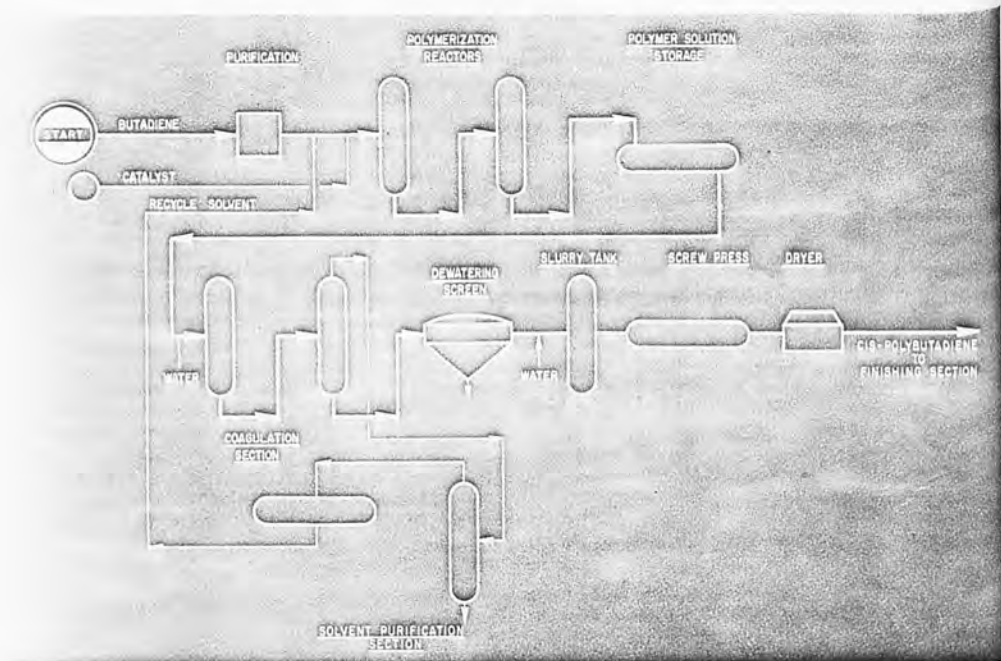 PURIFICATION
POLYMERIZATION
REACTORS
POLYMER SOLUTION
STORAGE
START
BUTADIENE
CATALYST
RECYCLE SOLVENT
SLURRY TANK
SCREW PRESS
DRYER
DEWATERING
SCREEN
WATER
WATER
CIS-POLYBUTADIENE
TO
FINISHING SECTION
COAGULATION
SECTION
SOLVENT PURIFICATION
SECTION